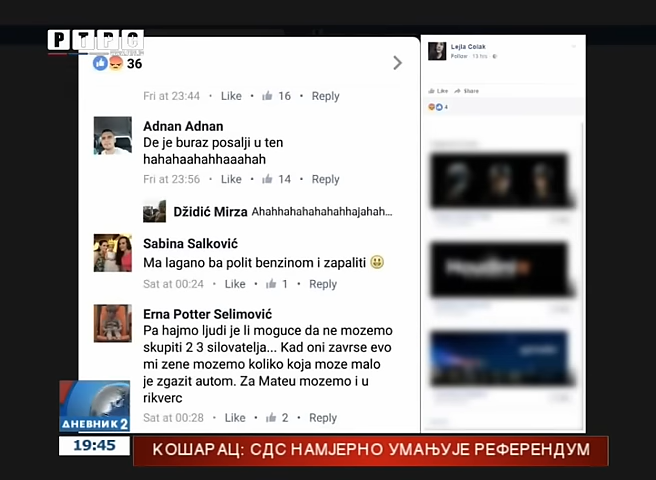 РТРС
36
Fri at 23:44 • Like • 16 • Reply
Adnan Adnan
De je buraz posalji u ten
hahahaahahhaaahah
Fri at 23:56 • Like • 14 • Reply
Džidić Mirza Ahahhahahahahahhajahah...
Sabina Salković
Ma lagano ba polit benzinom i zapaliti 😃
Sat at 00:24 • Like • 1 • Reply
Erna Potter Selimović
Pa hajmo ljudi je li moguce da ne mozemo
skupiti 2 3 silovatelja... Kad oni zavrse evo
mi zene mozemo koliko koja moze malo
je zgazit autom. Za Mateu mozemo i u
rikverc
Sat at 00:28 • Like • 2 • Reply
Lejla Colak
Follow
Like Share
4
ДНЕВНИК 2
19:45
КОШАРАЦ: СДС НАМЈЕРНО УМАЊУЈЕ РЕФЕРЕНДУМ